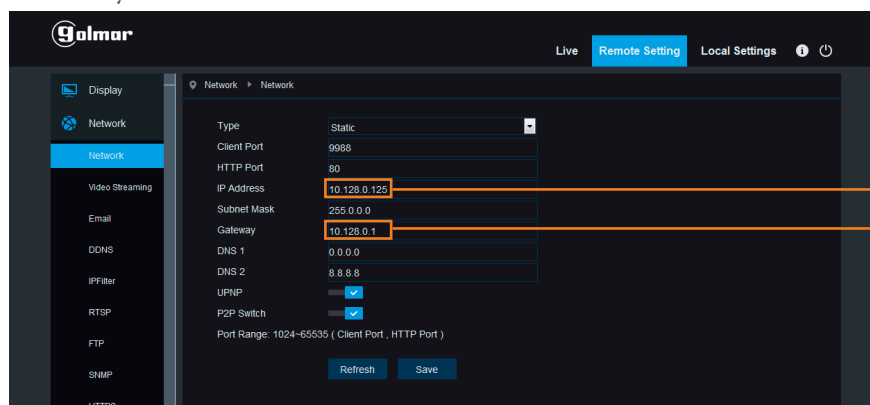 golmar
Live Remote Setting Local Settings
Display
Network
Network
Video Streaming
Email
DDNS
IPFilter
RTSP
FTP
SNMP
HTTPS
Network Network
Type Static
Client Port 9988
HTTP Port 80
IP Address 10.128.0.125
Subnet Mask 255.0.0.0
Gateway 10.128.0.1
DNS 1 0.0.0.0
DNS 2 8.8.8.8
UPNP
P2P Switch
Port Range: 1024~65535 ( Client Port , HTTP Port )
Refresh Save